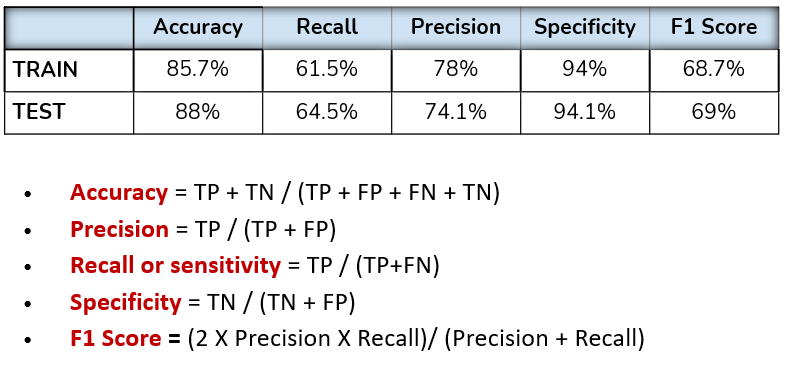 Accuracy Recall Precision Specificity F1 Score
TRAIN 85.7% 61.5% 78% 94% 68.7%
TEST 88% 64.5% 74.1% 94.1% 69%
• Accuracy = TP + TN / (TP + FP + FN + TN)
• Precision = TP / (TP + FP)
• Recall or sensitivity = TP / (TP+FN)
• Specificity = TN / (TN + FP)
• F1 Score = (2 X Precision X Recall)/ (Precision + Recall)